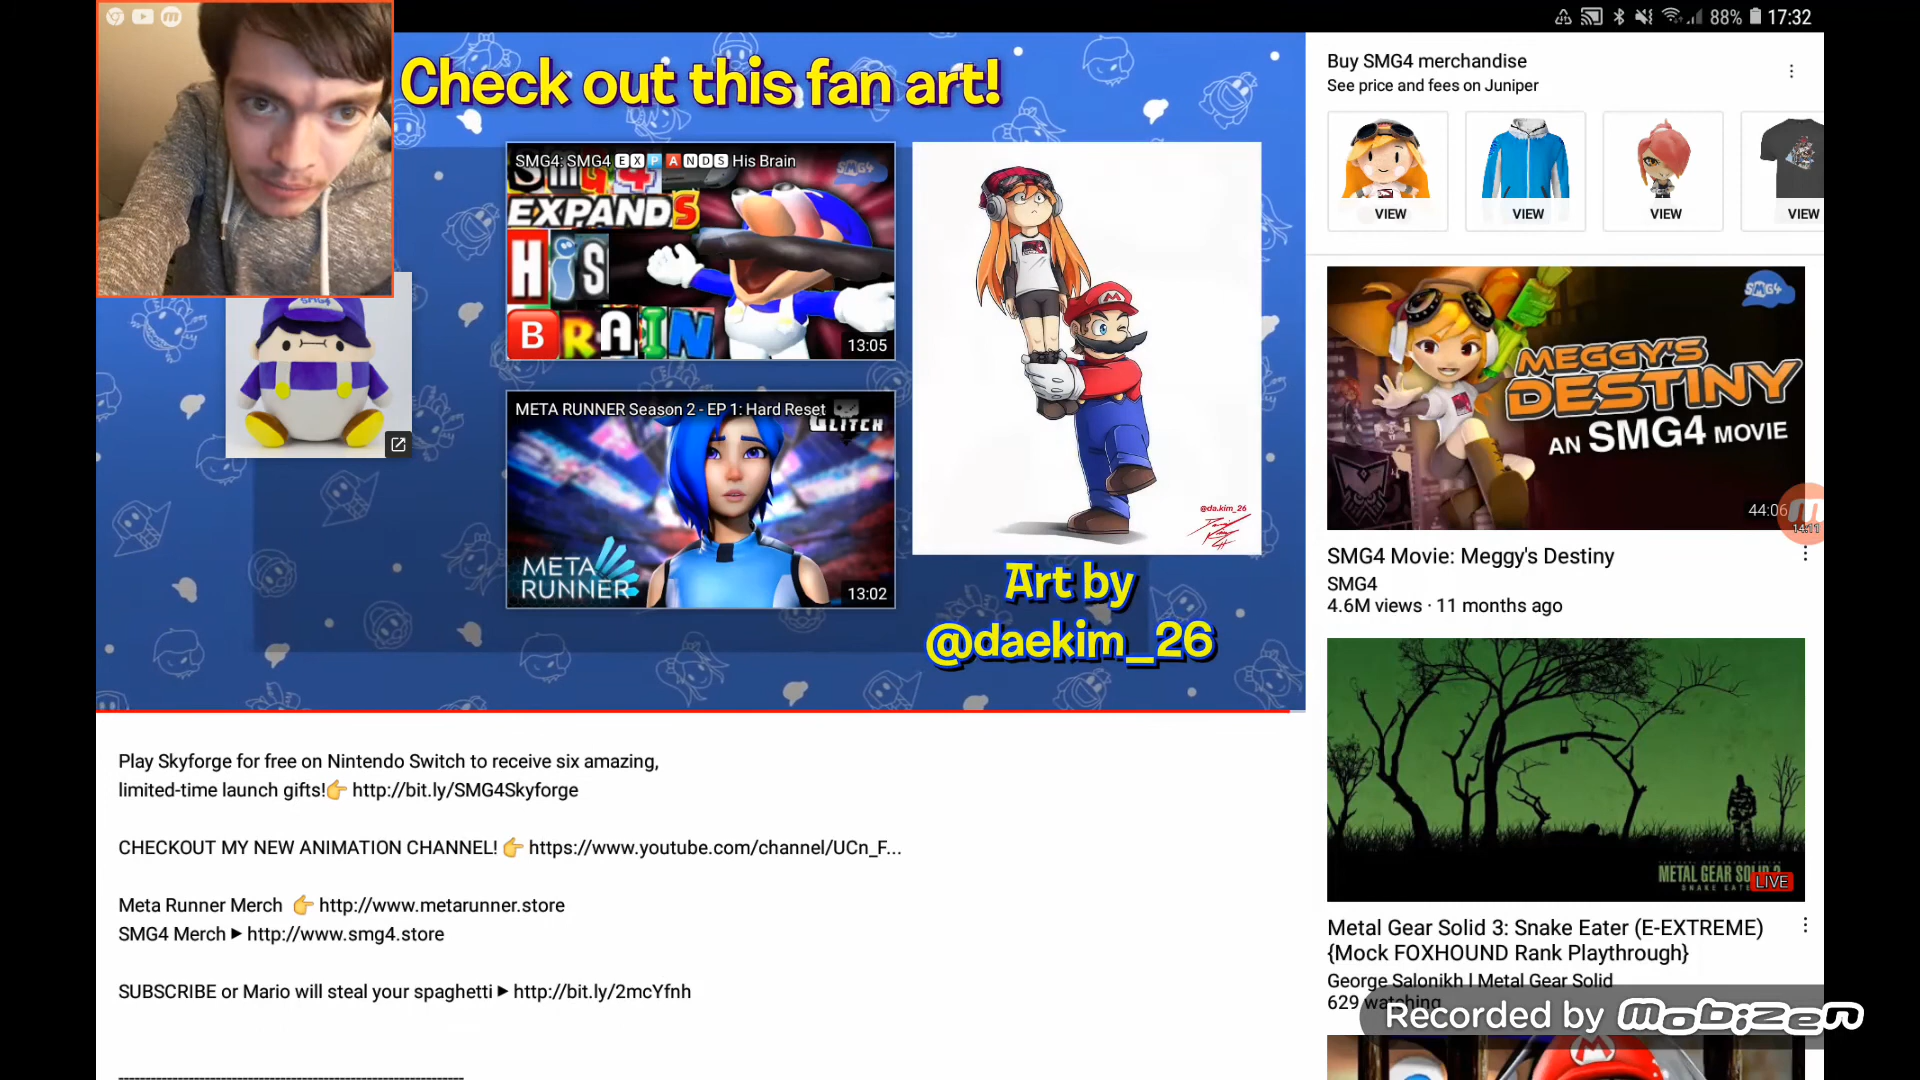 88% 17:32
Check out this fan art!
SMG4: SMG4 EXPANDS His Brain
SMG4
SMG4
EXPANDS
HIS
BRAIN
13:05
META RUNNER Season 2 - EP 1: Hard Reset
GLITCH
META
RUNNER
13:02
SMG4
@da.kim_26
Art by
@daekim_26
Buy SMG4 merchandise
See price and fees on Juniper
VIEW
VIEW
VIEW
VIEW
SMG4
MEGGY'S
DESTINY
AN SMG4 MOVIE
44:06
14:11
SMG4 Movie: Meggy's Destiny
SMG4
4.6M views · 11 months ago
METAL GEAR SOLID 3
SNAKE EATER
LIVE
Metal Gear Solid 3: Snake Eater (E-EXTREME)
{Mock FOXHOUND Rank Playthrough}
George Salonikh l Metal Gear Solid
629 watching
Recorded by mobizen
Play Skyforge for free on Nintendo Switch to receive six amazing,
limited-time launch gifts!👉 http://bit.ly/SMG4Skyforge
CHECKOUT MY NEW ANIMATION CHANNEL! 👉 https://www.youtube.com/channel/UCn_F...
Meta Runner Merch 👉 http://www.metarunner.store
SMG4 Merch ▶ http://www.smg4.store
SUBSCRIBE or Mario will steal your spaghetti ▶ http://bit.ly/2mcYfnh